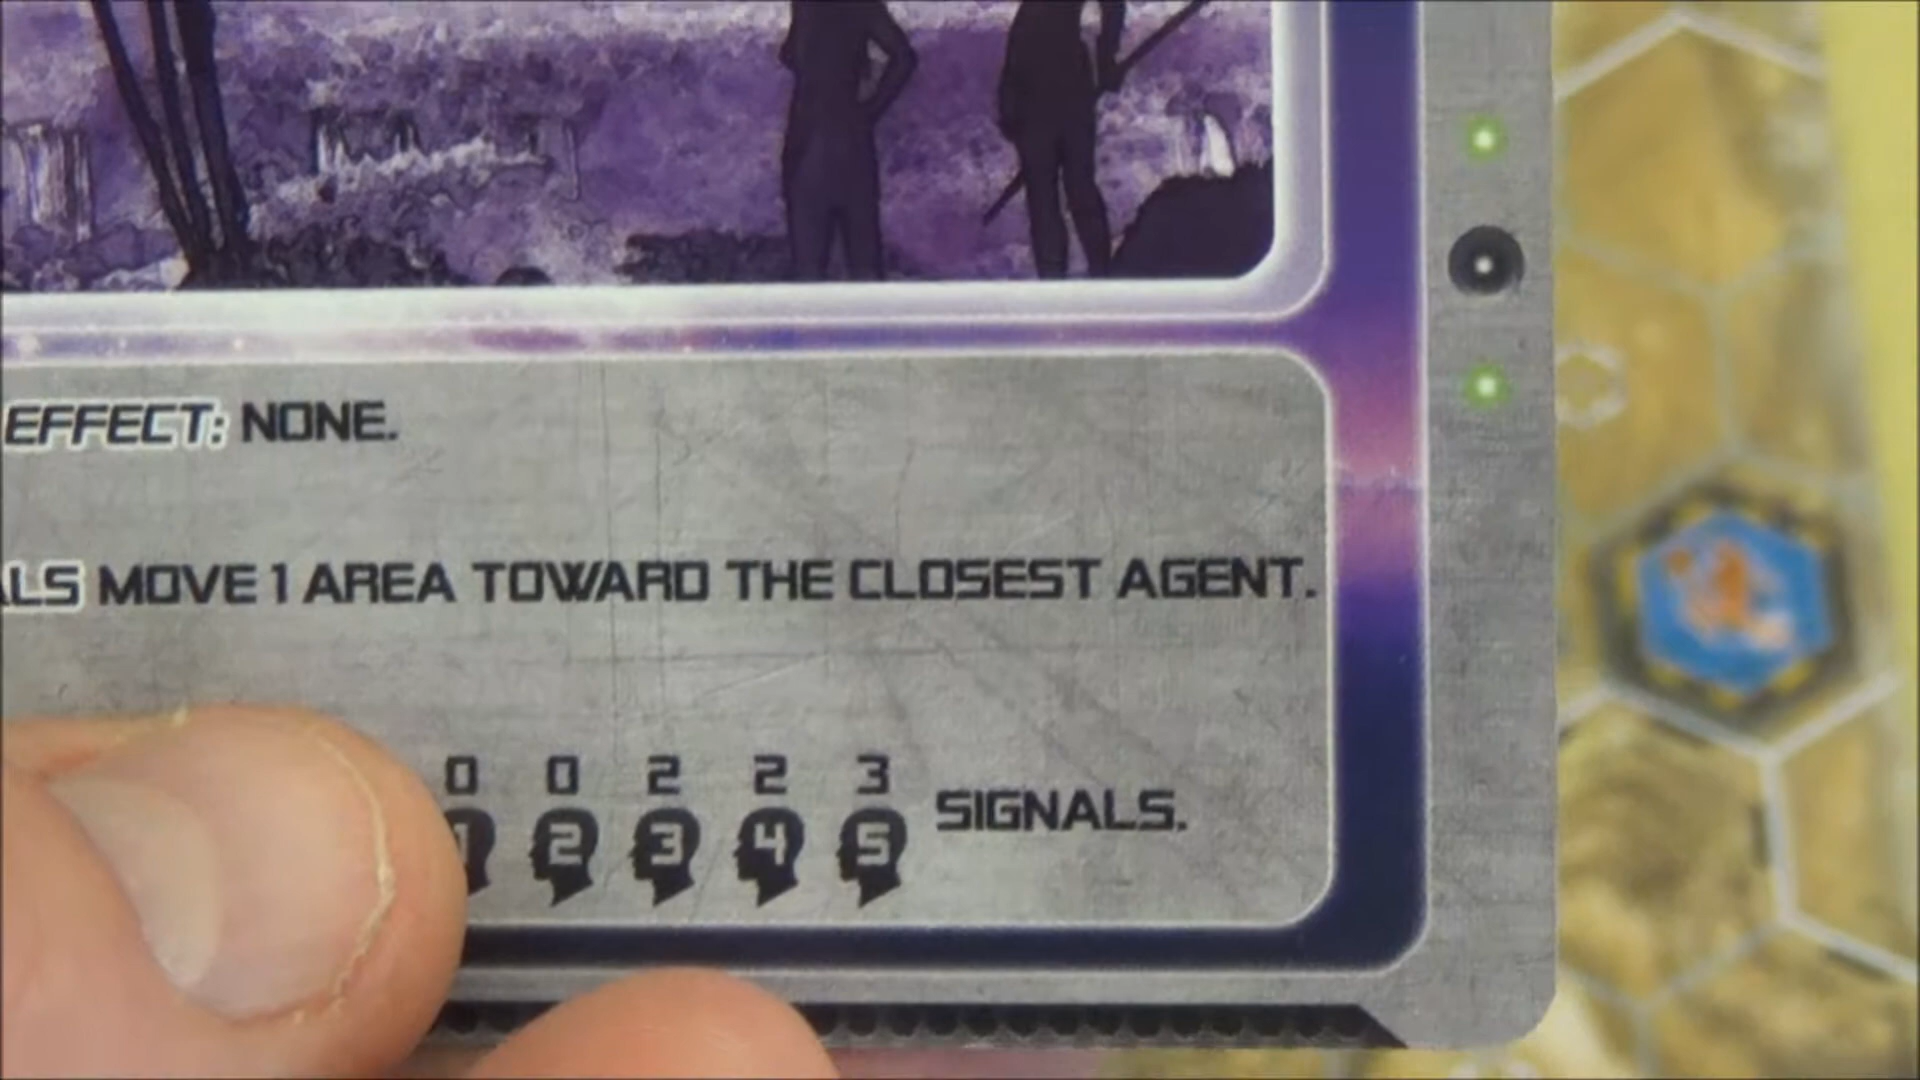 EFFECT: NONE.
MOVE 1 AREA TOWARD THE CLOSEST AGENT.
0 0 2 2 3
1 2 3 4 5 SIGNALS.